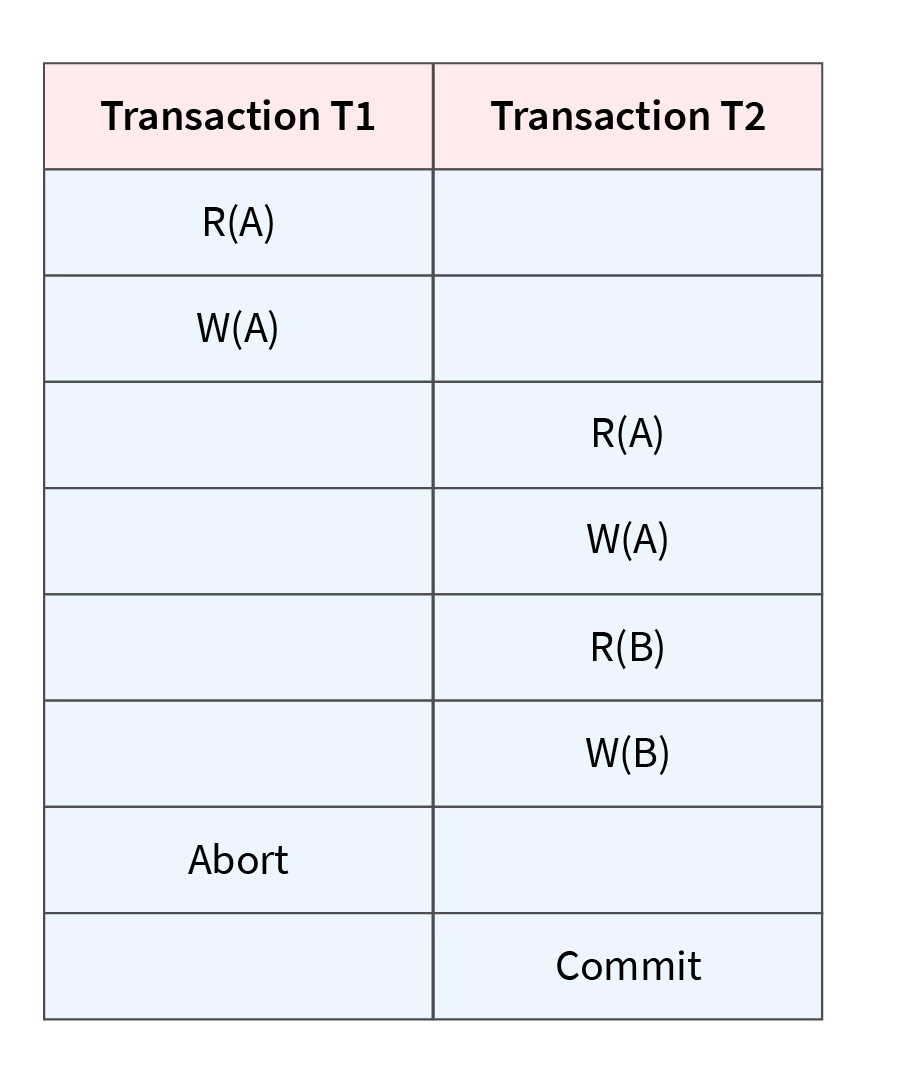 Transaction T1 Transaction T2
R(A)
W(A)
R(A)
W(A)
R(B)
W(B)
Abort
Commit